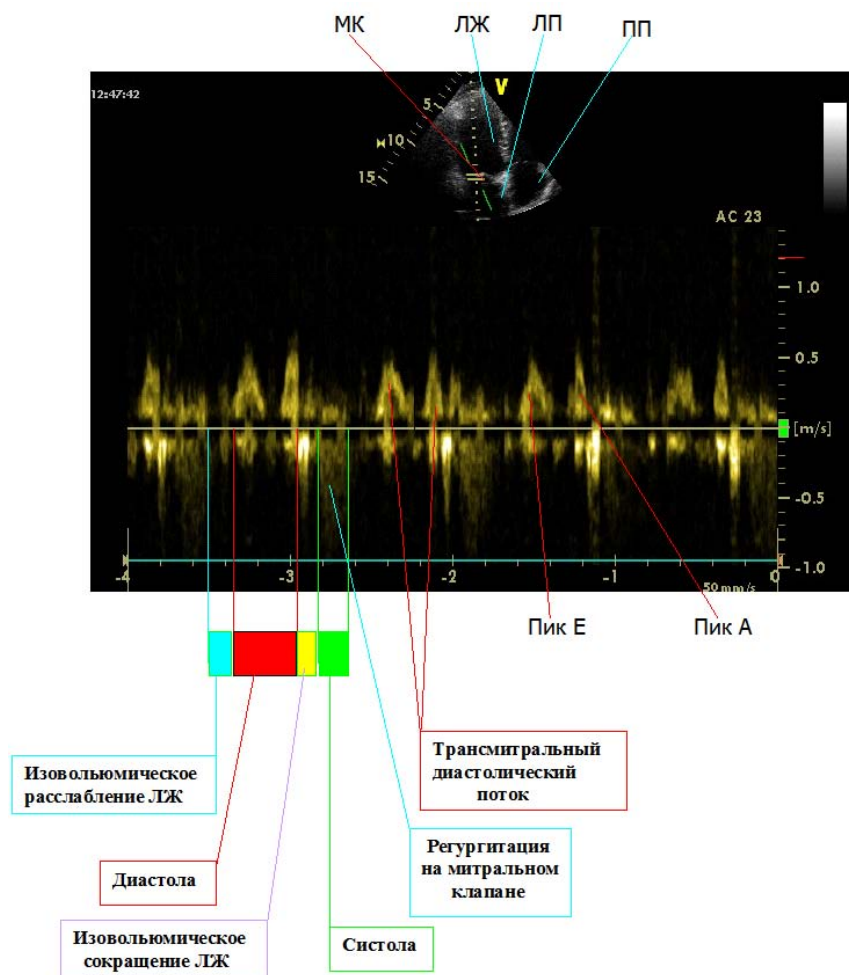 МК ЛЖ ЛП ПП
12:47:42
V
5
10
15
AC 23
1.0
0.5
[m/s]
-0.5
-1.0
-4 -3 -2 -1 0
50 mm/s
Пик Е Пик А
Изовольюмическое
расслабление ЛЖ
Трансмитральный
диастолический
поток
Регургитация
на митральном
клапане
Диастола
Изовольюмическое
сокращение ЛЖ
Систола